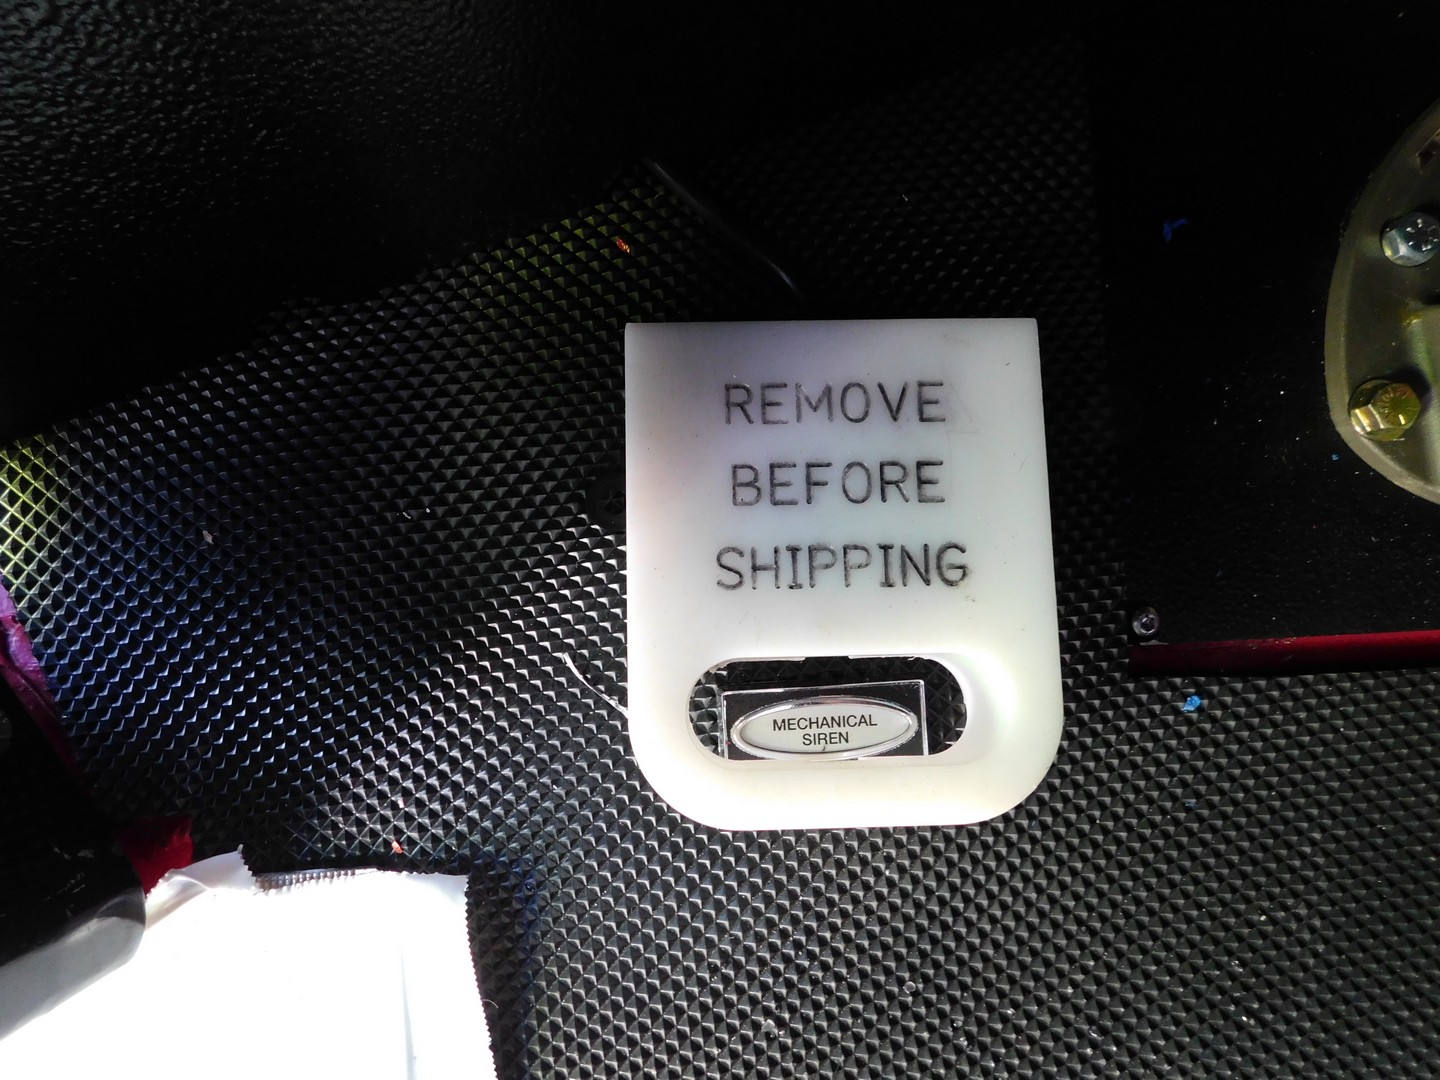 REMOVE
BEFORE
SHIPPING
MECHANICAL
SIREN